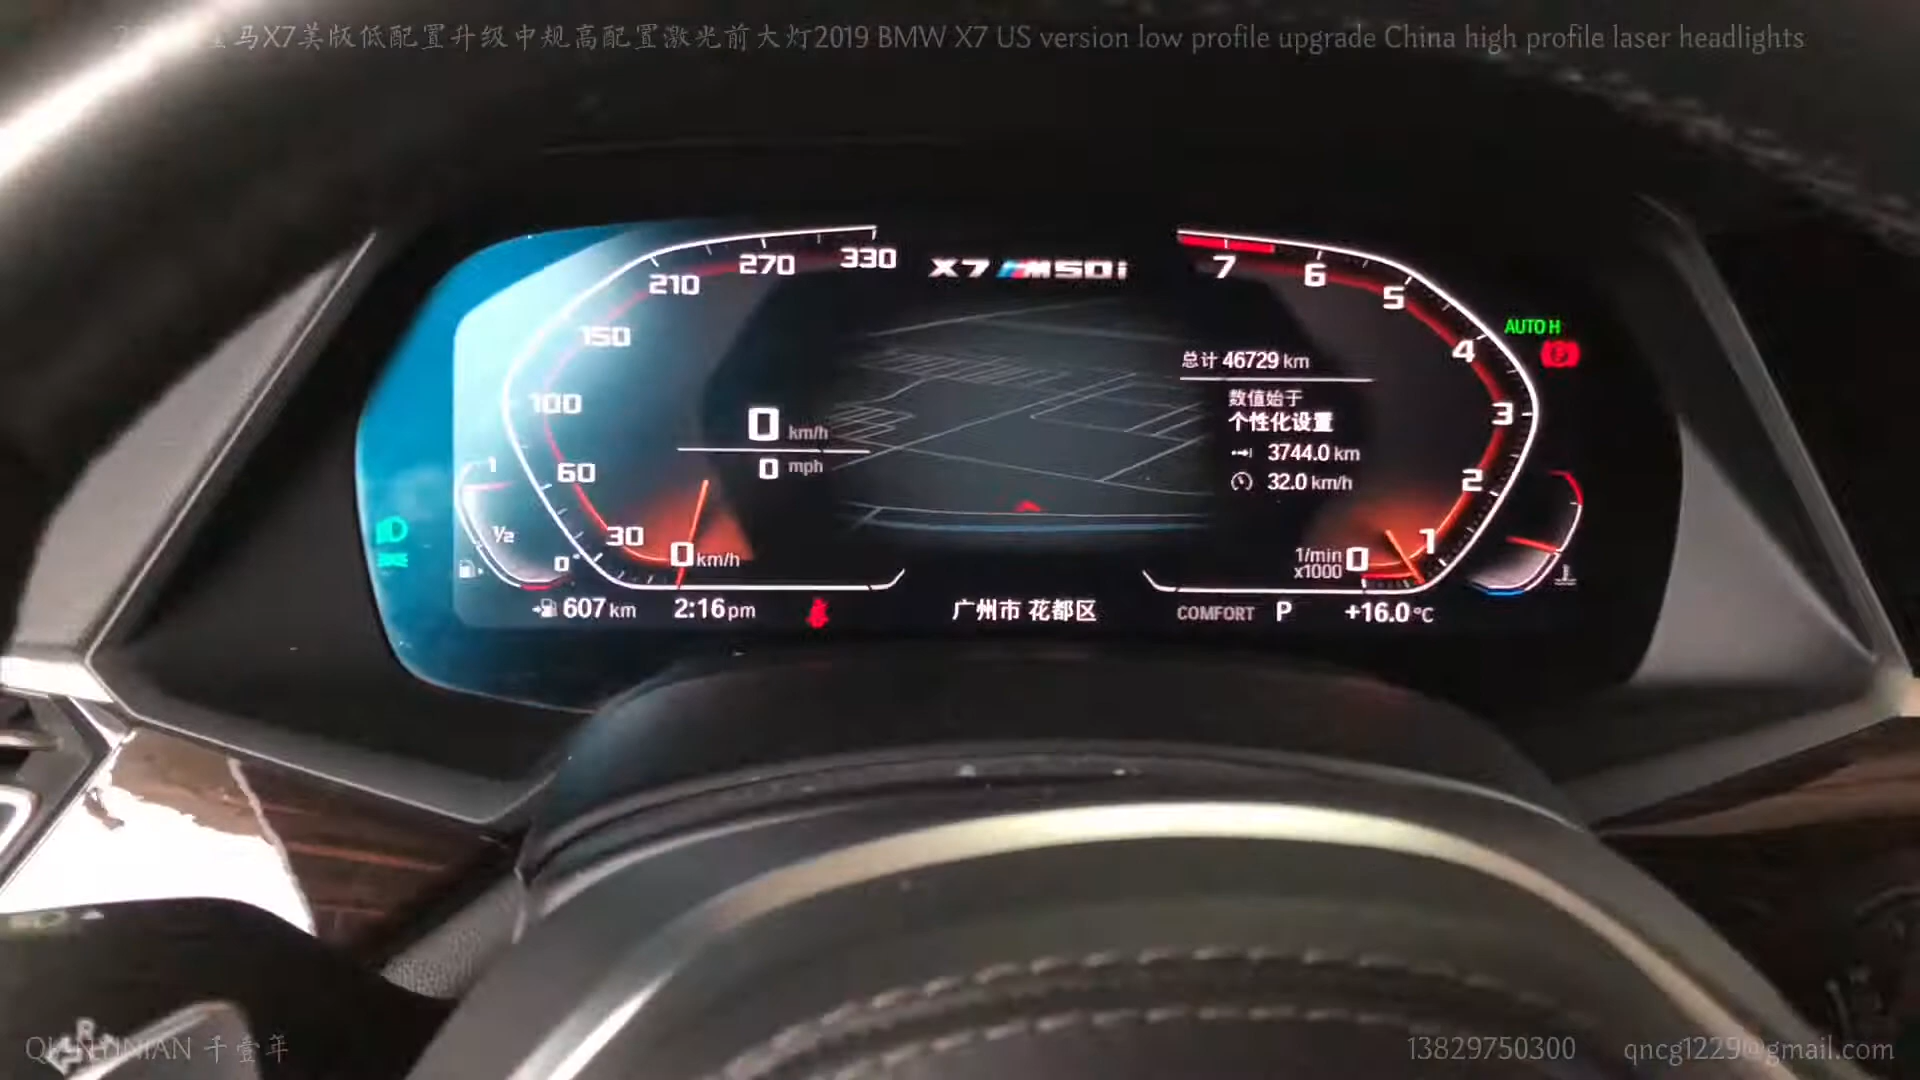 马X7美版低配置升级中规高配置激光前大灯2019 BMW X7 US version low profile upgrade China high profile laser headlights
330
270
210
150
100
60
30
0 km/h
X7 M50i
7
6
5
4
3
2
1
0
1/min
x1000
AUTO H
总计 46729 km
数值始于
个性化设置
3744.0 km
32.0 km/h
0 km/h
0 mph
1
1/2
0
607 km
2:16 pm
广州市 花都区
COMFORT
P
+16.0 °C
千壹年
13829750300
qncg1229@gmail.com